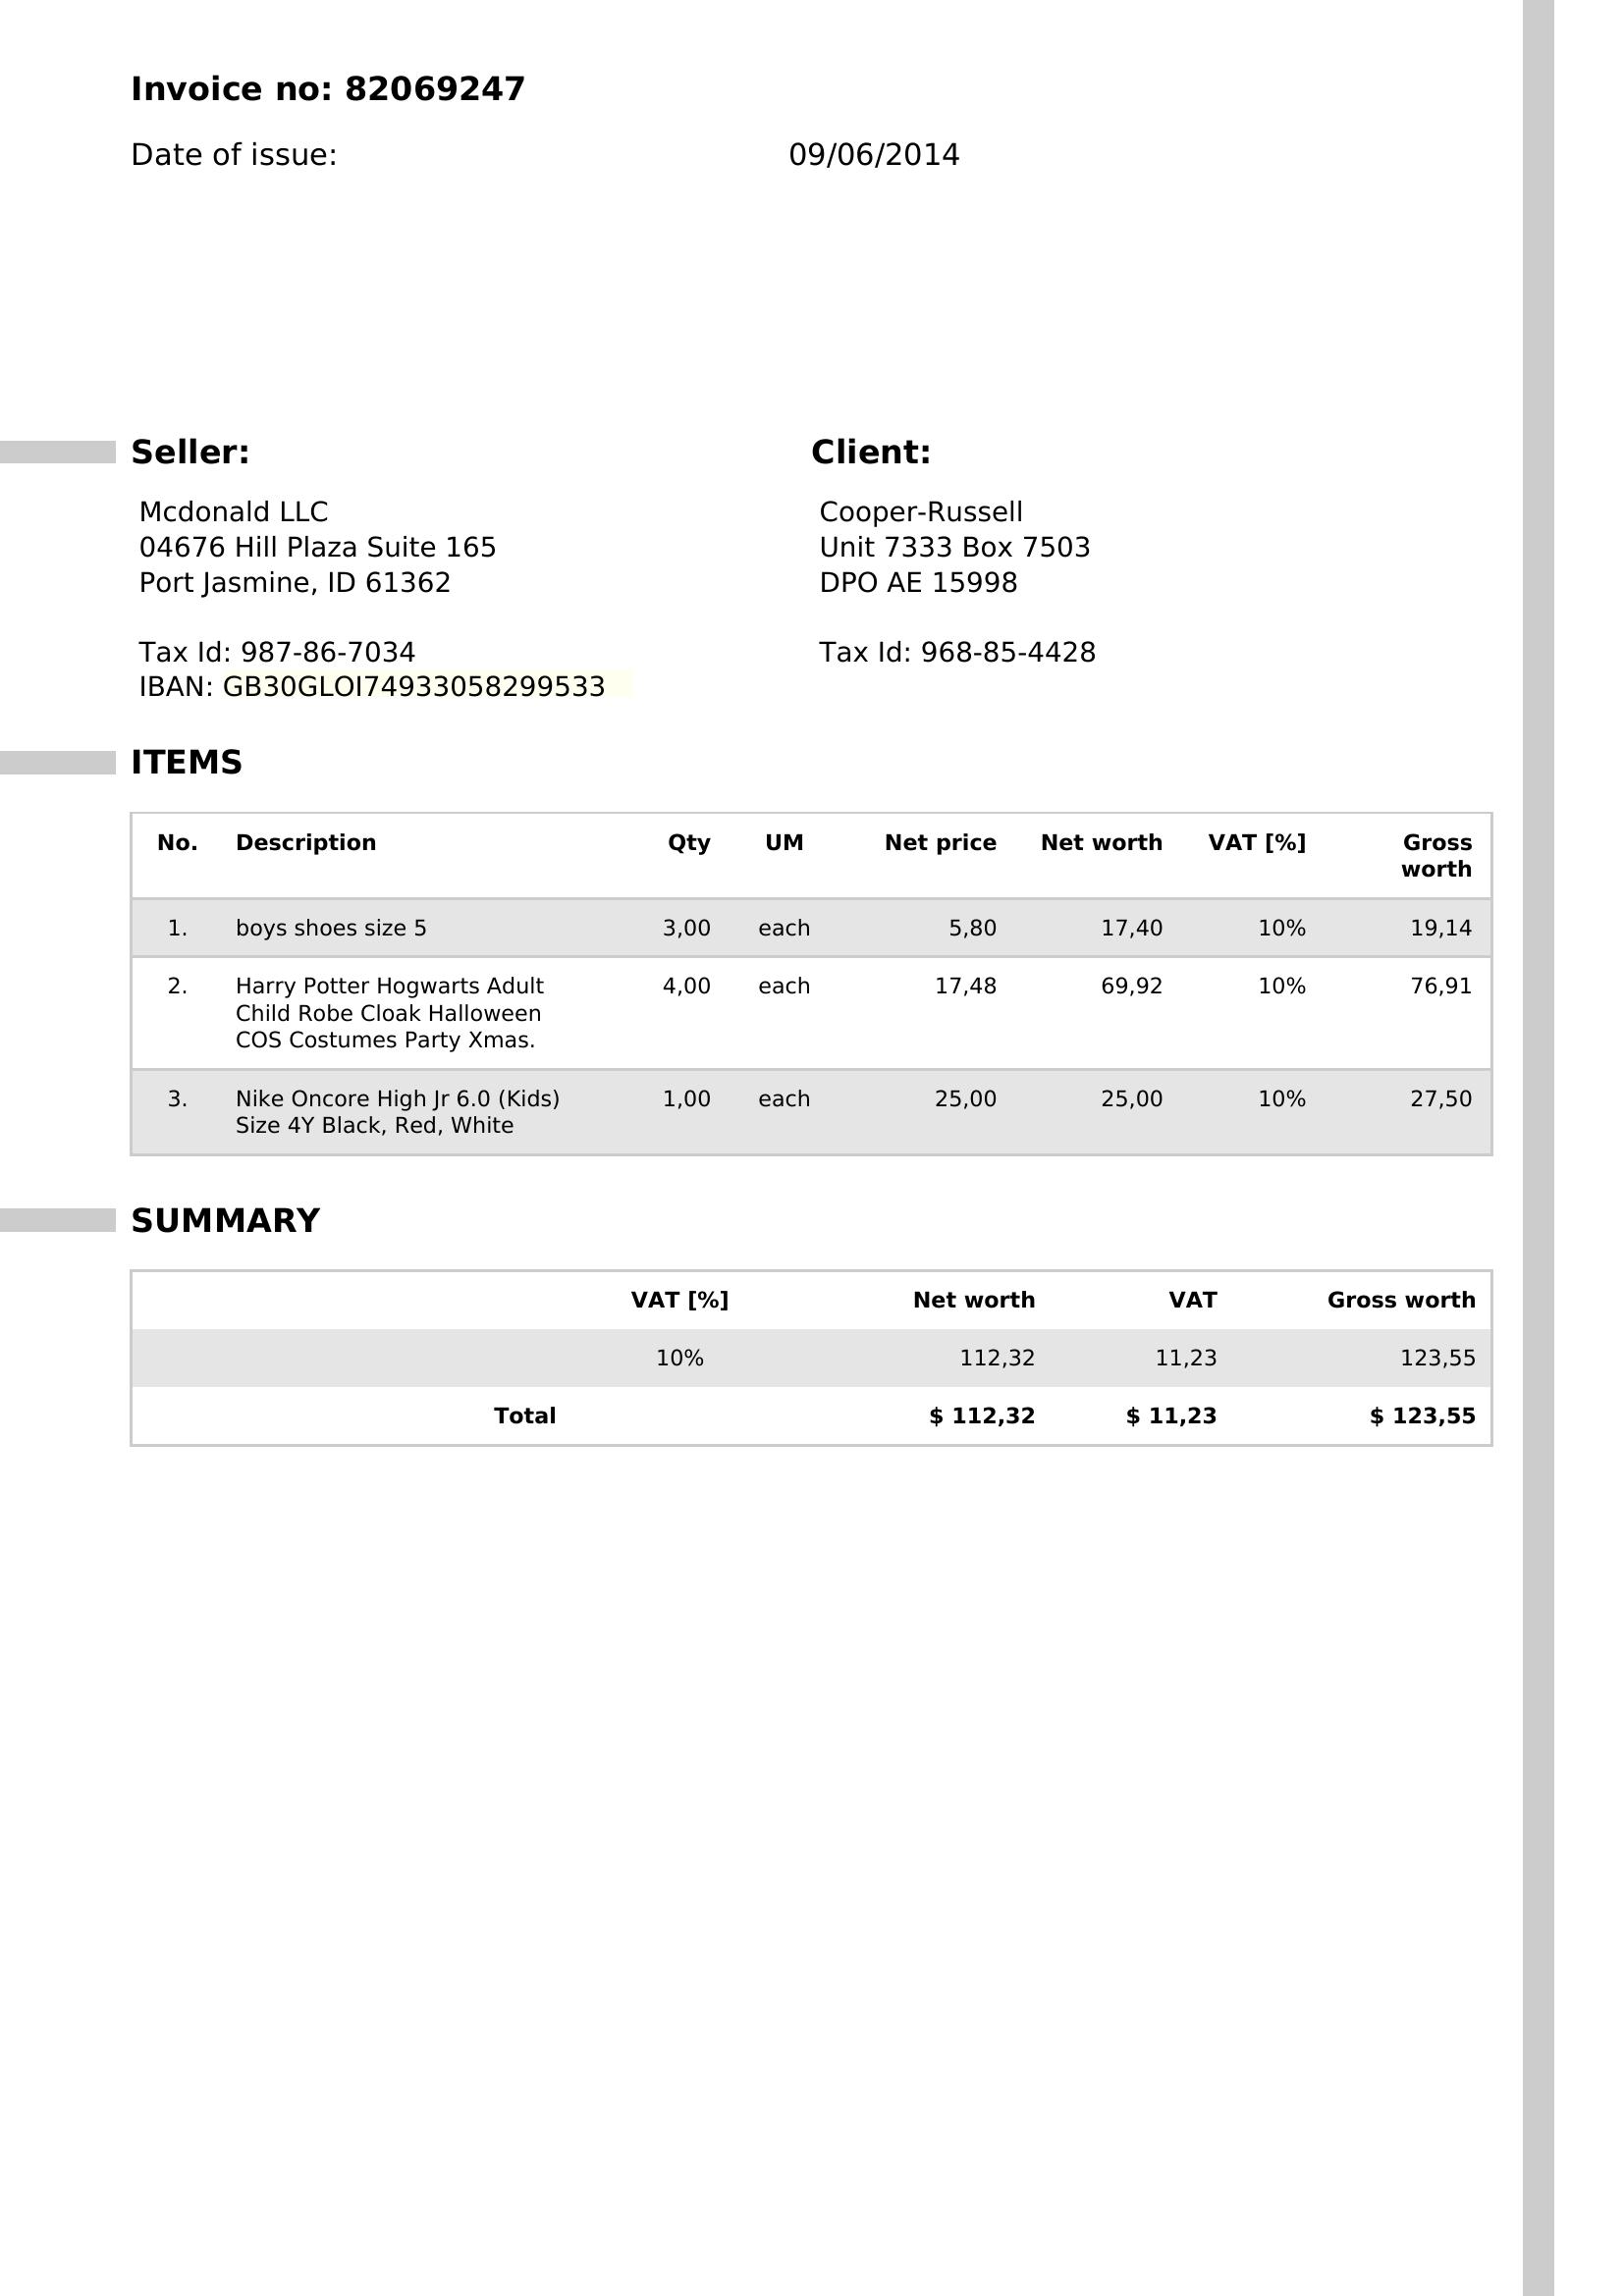 Invoice no: 82069247
Date of issue: 09/06/2014
Seller:
Mcdonald LLC
04676 Hill Plaza Suite 165
Port Jasmine, ID 61362
Tax Id: 987-86-7034
IBAN: GB30GLOI74933058299533
Client:
Cooper-Russell
Unit 7333 Box 7503
DPO AE 15998
Tax Id: 968-85-4428
ITEMS
No. Description Qty UM Net price Net worth VAT [%] Gross
worth
1. boys shoes size 5 3,00 each 5,80 17,40 10% 19,14
2. Harry Potter Hogwarts Adult 4,00 each 17,48 69,92 10% 76,91
Child Robe Cloak Halloween
COS Costumes Party Xmas.
3. Nike Oncore High Jr 6.0 (Kids) 1,00 each 25,00 25,00 10% 27,50
Size 4Y Black, Red, White
SUMMARY
VAT [%] Net worth VAT Gross worth
10% 112,32 11,23 123,55
Total $ 112,32 $ 11,23 $ 123,55